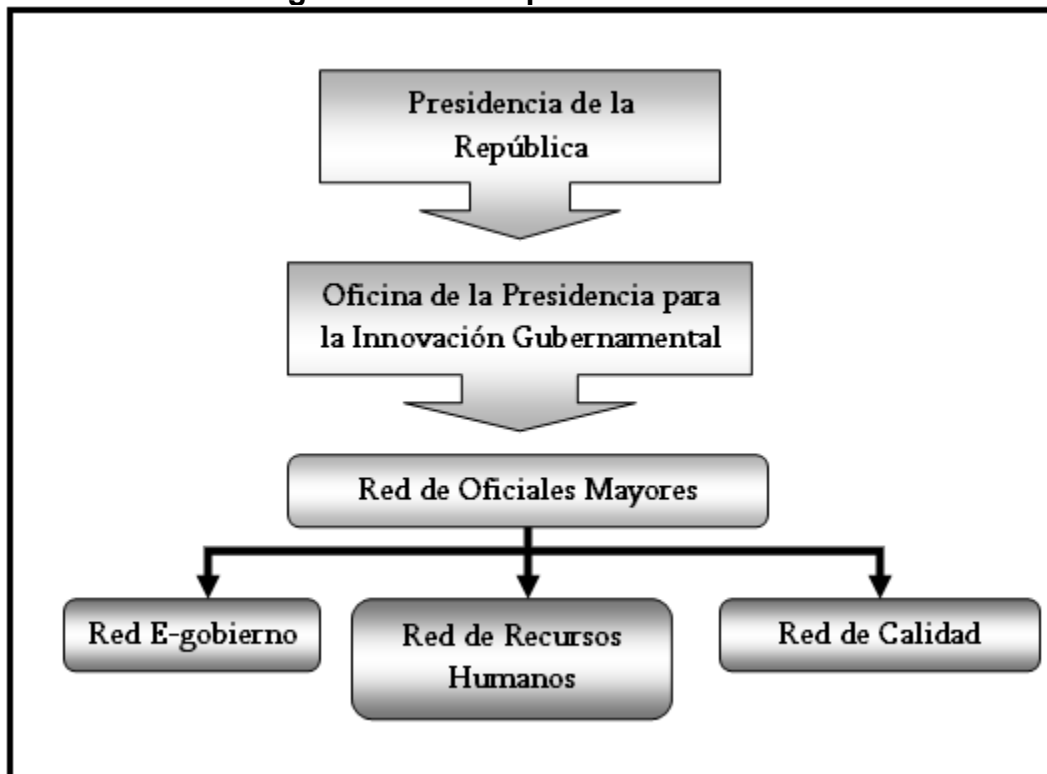 Presidencia de la
República
Oficina de la Presidencia para
la Innovación Gubernamental
Red de Oficiales Mayores
Red E-gobierno
Red de Recursos
Humanos
Red de Calidad